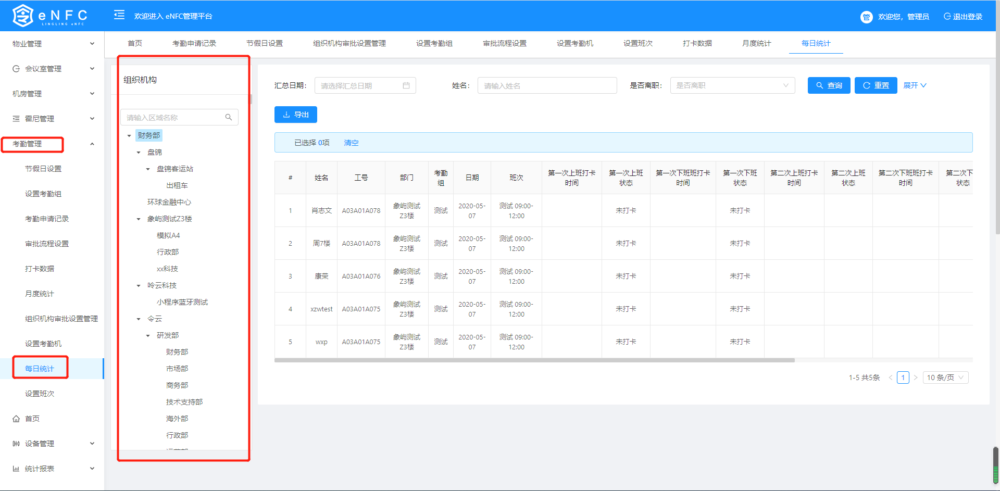 eNFC
LINGLING eNFC
欢迎进入 eNFC管理平台
管
欢迎您，管理员
退出登录
物业管理
会议室管理
机房管理
霍尼管理
考勤管理
节假日设置
设置考勤组
考勤申请记录
审批流程设置
打卡数据
月度统计
组织机构审批设置管理
设置考勤机
每日统计
设置班次
首页
设备管理
统计报表
首页 考勤申请记录 节假日设置 组织机构审批设置管理 设置考勤组 审批流程设置 设置考勤机 设置班次 打卡数据 月度统计 每日统计
组织机构
请输入区域名称
财务部
盘锦
盘锦客运站
出租车
环球金融中心
象屿测试Z3楼
模拟A4
行政部
xx科技
呤云科技
小程序蓝牙测试
令云
研发部
财务部
市场部
商务部
技术支持部
海外部
行政部
汇总日期： 请选择汇总日期 姓名： 请输入姓名 是否离职： 是否离职 查询 重置 展开
导出
已选择 0项 清空
# 姓名 工号 部门 考勤组 日期 班次 第一次上班打卡时间 第一次上班状态 第一次下班班打卡时间 第一次下班状态 第二次上班打卡时间 第二次上班状态 第二次下班班打卡时间 第二次下状态
1 肖志文 A03A01A078 象屿测试Z3楼 测试 2020-05-07 测试 09:00-12:00 未打卡 未打卡
2 周7楼 A03A01A078 象屿测试Z3楼 测试 2020-05-07 测试 09:00-12:00 未打卡 未打卡
3 康荣 A03A01A076 象屿测试Z3楼 测试 2020-05-07 测试 09:00-12:00 未打卡 未打卡
4 xzwtest A03A01A075 象屿测试Z3楼 测试 2020-05-07 测试 09:00-12:00 未打卡 未打卡
5 wxp A03A01A075 象屿测试Z3楼 测试 2020-05-07 测试 09:00-12:00 未打卡 未打卡
1-5 共5条 < 1 > 10 条/页